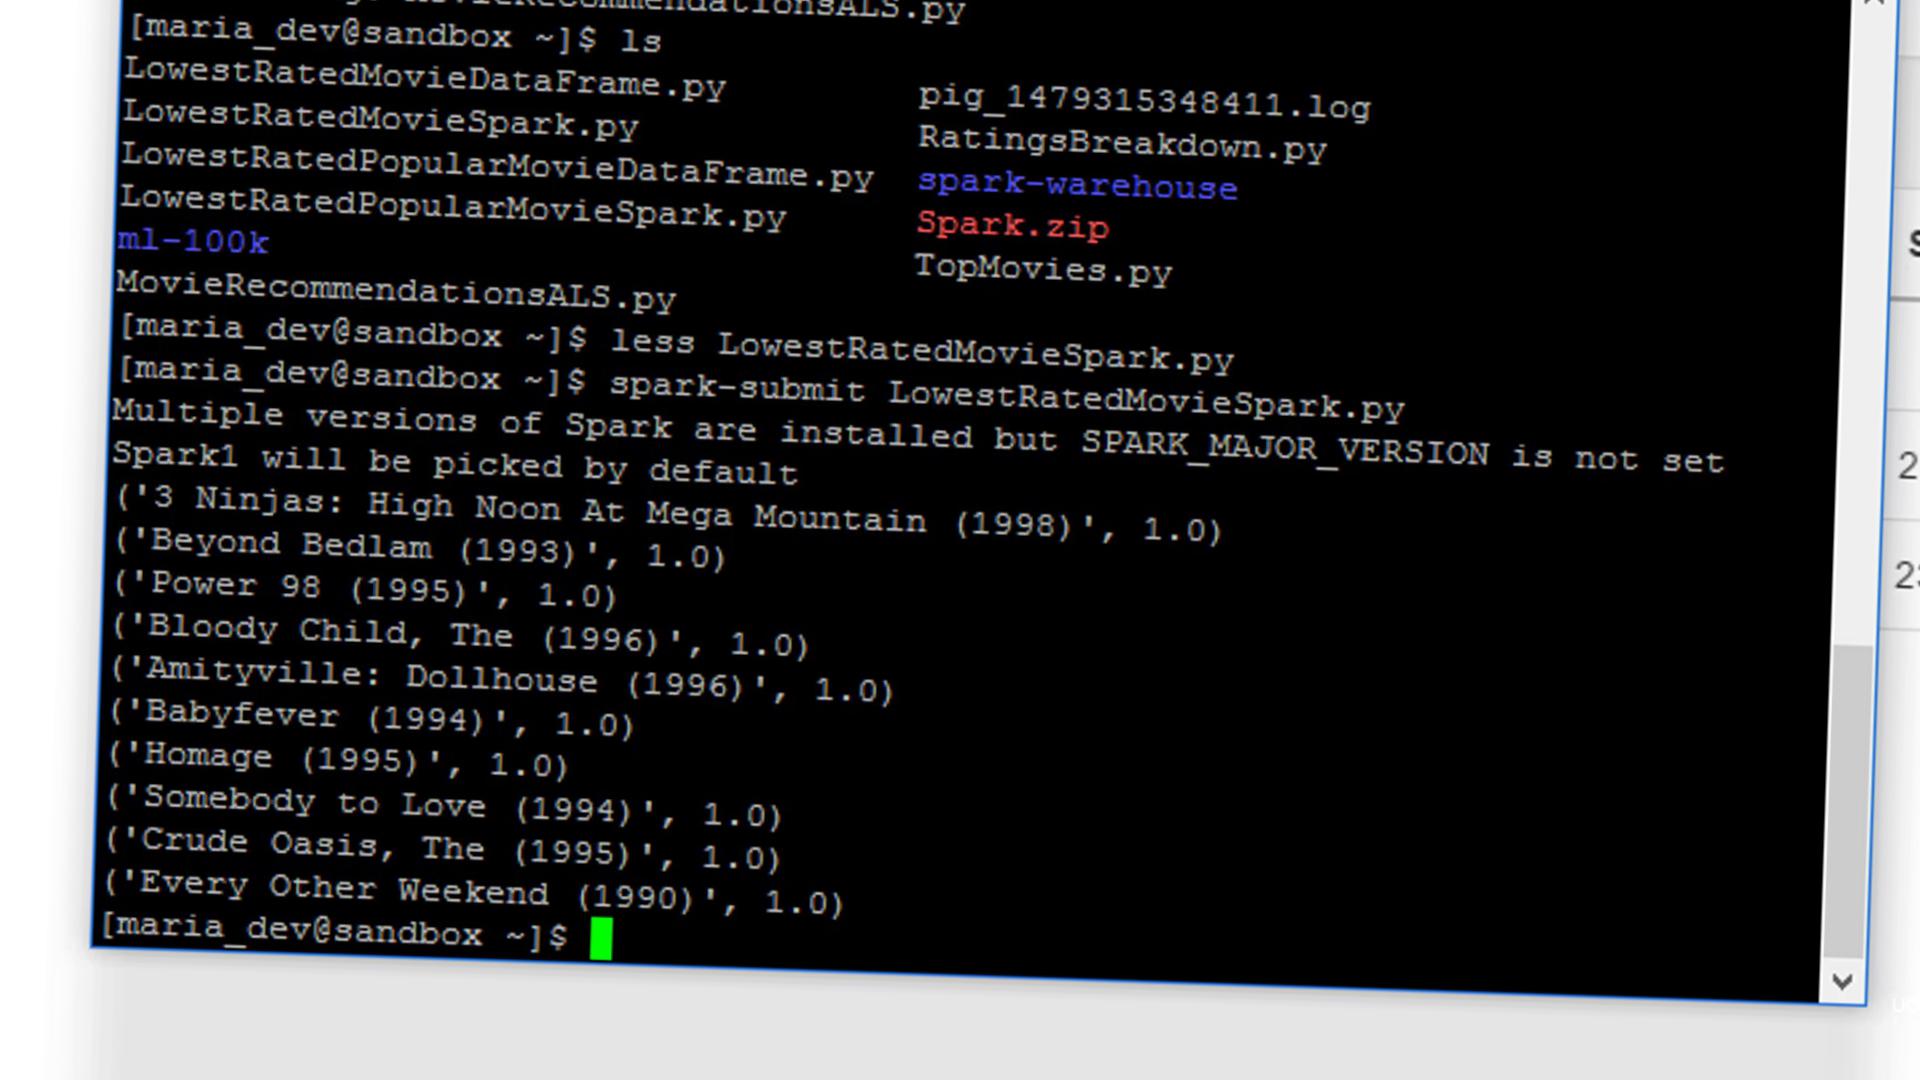 MovieRecommendationsALS.py
[maria_dev@sandbox ~]$ ls
LowestRatedMovieDataFrame.py pig_1479315348411.log
LowestRatedMovieSpark.py RatingsBreakdown.py
LowestRatedPopularMovieDataFrame.py spark-warehouse
LowestRatedPopularMovieSpark.py Spark.zip
ml-100k TopMovies.py
MovieRecommendationsALS.py
[maria_dev@sandbox ~]$ less LowestRatedMovieSpark.py
[maria_dev@sandbox ~]$ spark-submit LowestRatedMovieSpark.py
Multiple versions of Spark are installed but SPARK_MAJOR_VERSION is not set
Spark1 will be picked by default
('3 Ninjas: High Noon At Mega Mountain (1998)', 1.0)
('Beyond Bedlam (1993)', 1.0)
('Power 98 (1995)', 1.0)
('Bloody Child, The (1996)', 1.0)
('Amityville: Dollhouse (1996)', 1.0)
('Babyfever (1994)', 1.0)
('Homage (1995)', 1.0)
('Somebody to Love (1994)', 1.0)
('Crude Oasis, The (1995)', 1.0)
('Every Other Weekend (1990)', 1.0)
[maria_dev@sandbox ~]$